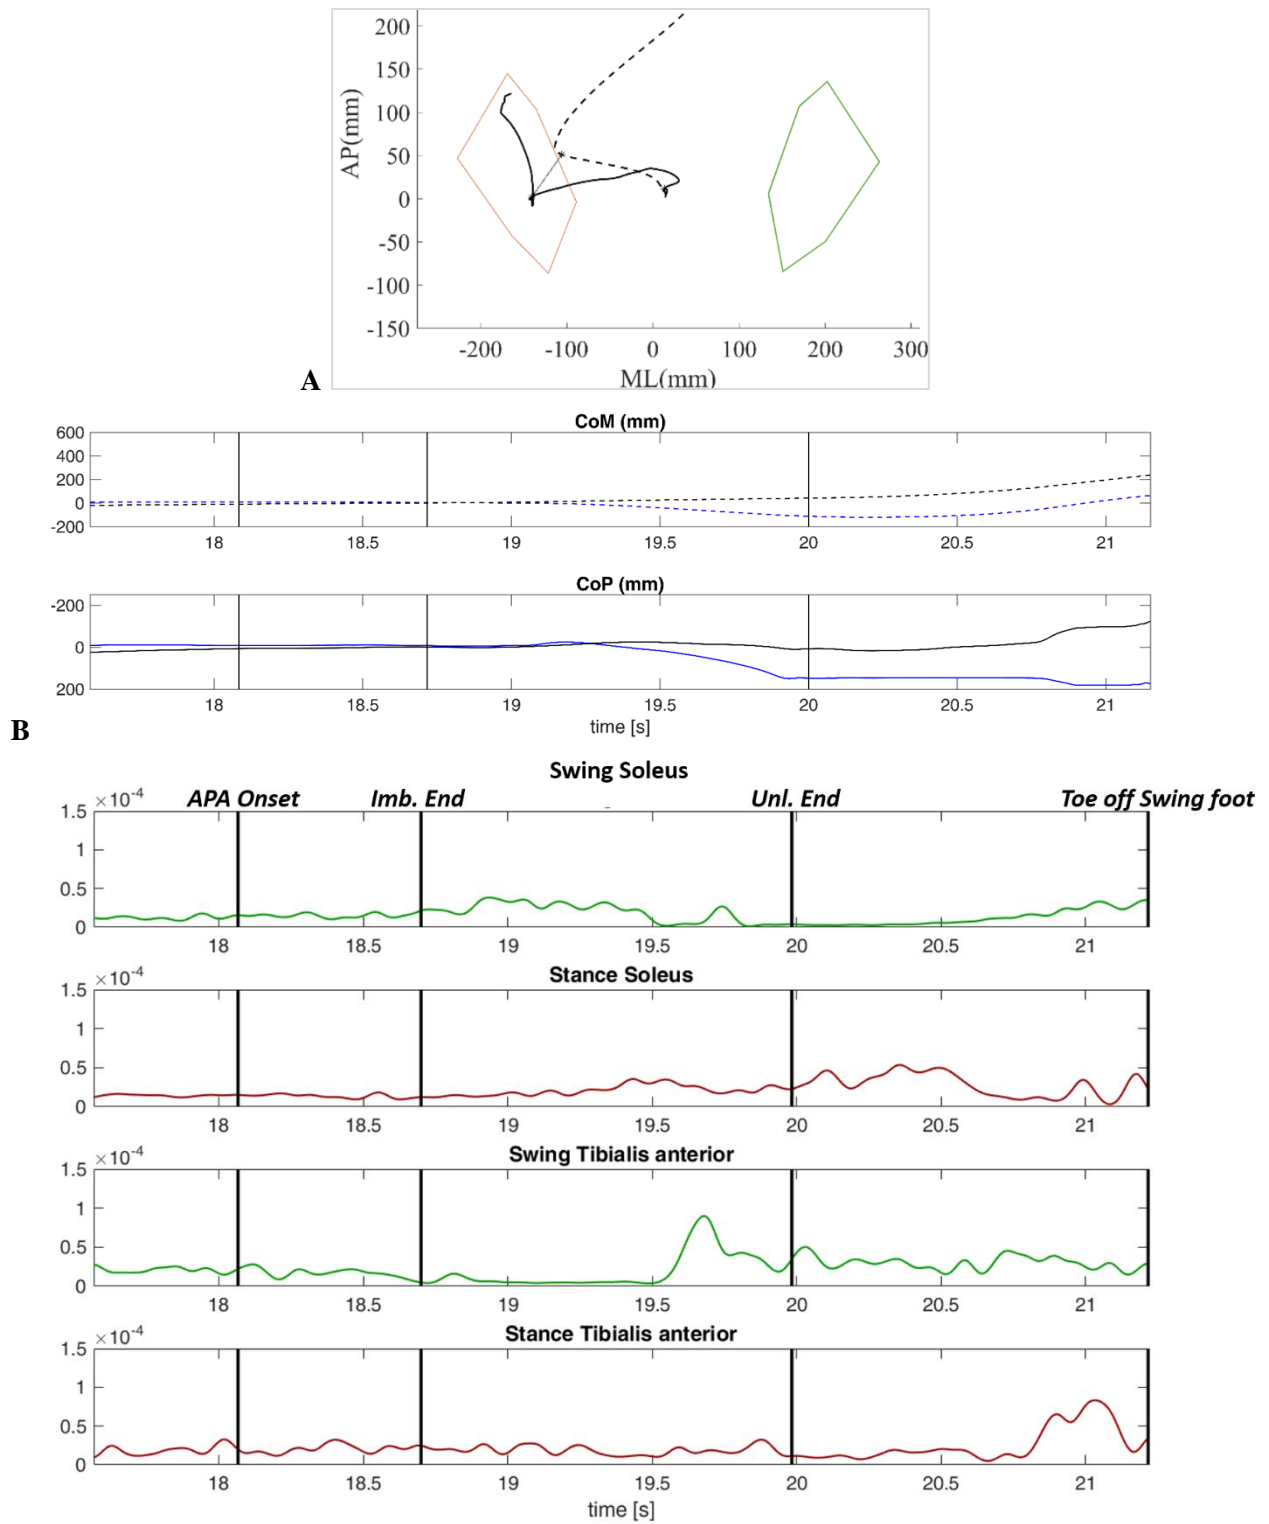 200
150
100
50
0
-50
-100
-150
AP(mm)
-200 -100 0 100 200 300
ML(mm)
A
CoM (mm)
600
400
200
0
-200
18 18.5 19 19.5 20 20.5 21
CoP (mm)
-200
0
200
18 18.5 19 19.5 20 20.5 21
time [s]
B
Swing Soleus
×10⁻⁴ APA Onset Imb. End Unl. End Toe off Swing foot
1.5
1
0.5
0
18 18.5 19 19.5 20 20.5 21
Stance Soleus
×10⁻⁴
1.5
1
0.5
0
18 18.5 19 19.5 20 20.5 21
Swing Tibialis anterior
×10⁻⁴
1.5
1
0.5
0
18 18.5 19 19.5 20 20.5 21
Stance Tibialis anterior
×10⁻⁴
1.5
1
0.5
0
18 18.5 19 19.5 20 20.5 21
time [s]